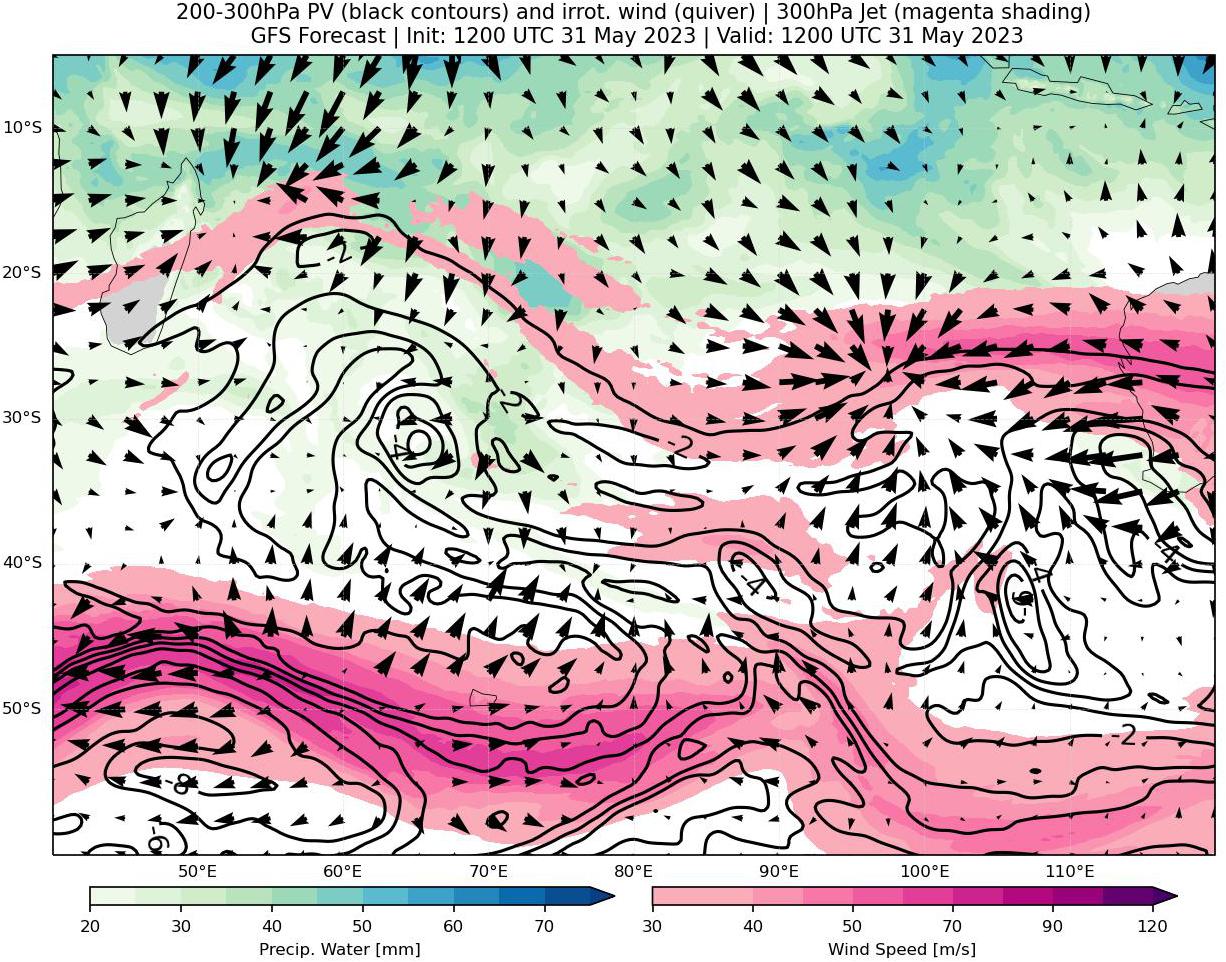 200-300hPa PV (black contours) and irrot. wind (quiver) | 300hPa Jet (magenta shading)
GFS Forecast | Init: 1200 UTC 31 May 2023 | Valid: 1200 UTC 31 May 2023
10°S
20°S
30°S
40°S
50°S
-2
-2
-2
-4
-4
-4
-2
-8
-6
50°E
60°E
70°E
80°E
90°E
100°E
110°E
20
30
40
50
60
70
30
40
50
70
90
120
Precip. Water [mm]
Wind Speed [m/s]